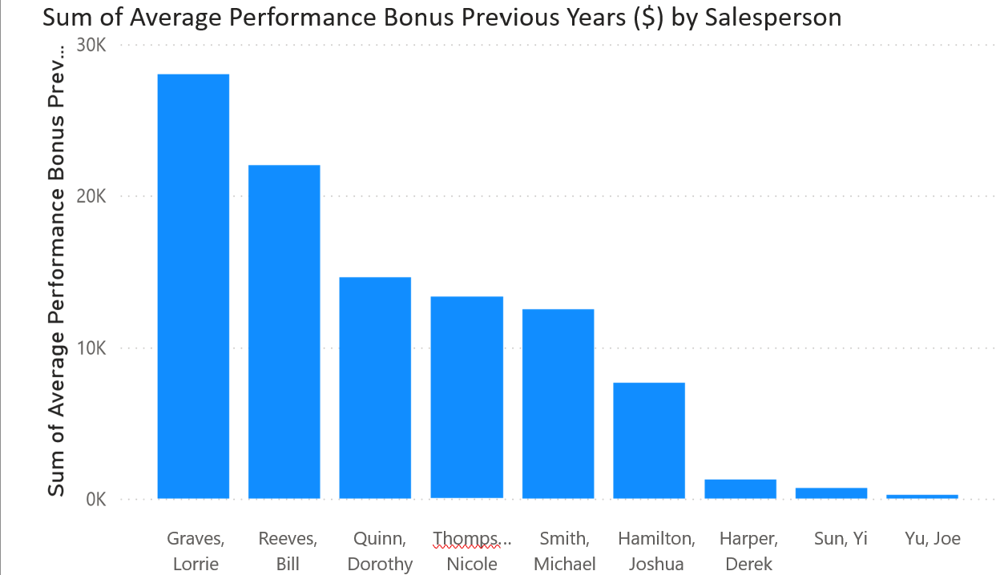 Sum of Average Performance Bonus Previous Years ($) by Salesperson
Sum of Average Performance Bonus Prev...
30K
20K
10K
0K
Graves, Lorrie
Reeves, Bill
Quinn, Dorothy
Thomps... Nicole
Smith, Michael
Hamilton, Joshua
Harper, Derek
Sun, Yi
Yu, Joe